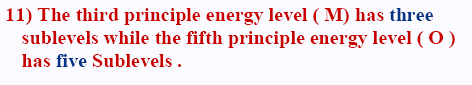 11) The third principle energy level ( M) has three
sublevels while the fifth principle energy level ( O )
has five Sublevels .